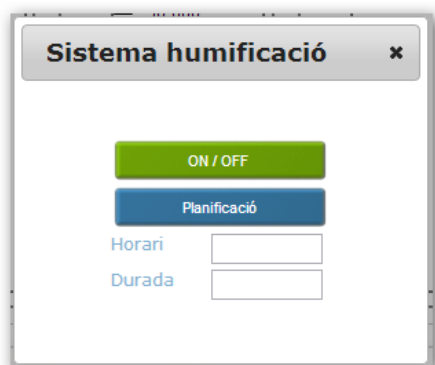 Sistema humificació ×
ON / OFF
Planificació
Horari
Durada